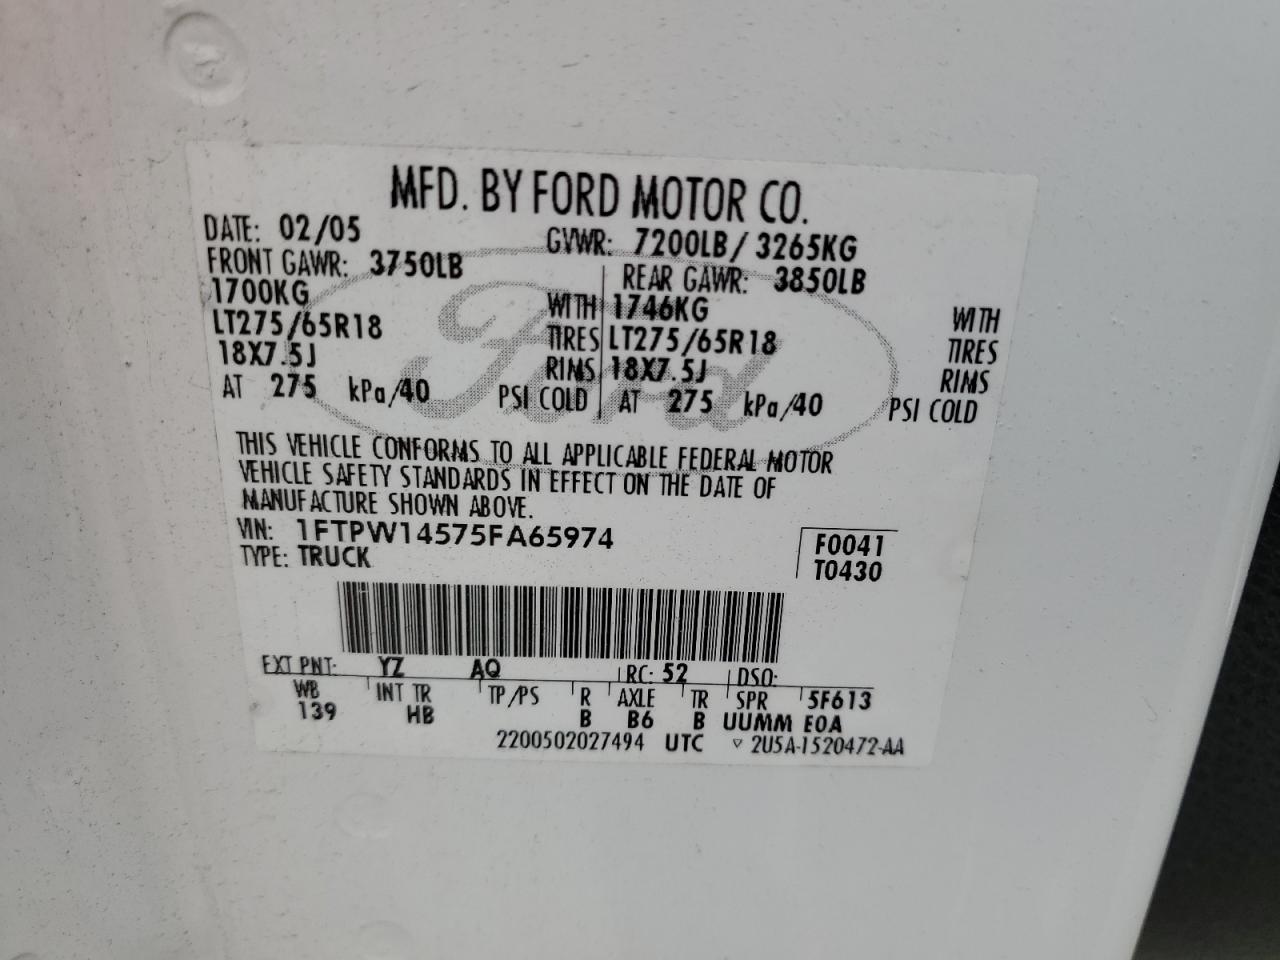 MFD. BY FORD MOTOR CO.
DATE: 02/05 GVWR: 7200LB/ 3265KG
FRONT GAWR: 3750LB REAR GAWR: 3850LB
1700KG WITH 1746KG WITH
LT275/65R18 TIRES LT275/65R18 TIRES
18X7.5J RIMS 18X7.5J RIMS
AT 275 kPa/40 PSI COLD AT 275 kPa/40 PSI COLD
Ford
THIS VEHICLE CONFORMS TO ALL APPLICABLE FEDERAL MOTOR
VEHICLE SAFETY STANDARDS IN EFFECT ON THE DATE OF
MANUFACTURE SHOWN ABOVE.
VIN: 1FTPW14575FA65974 F0041
TYPE: TRUCK T0430
EXT PNT: YZ AQ RC: 52 DSO:
WB INT TR TP/PS R AXLE TR SPR 5F613
139 HB B B6 B UUMM E0A
2200502027494 UTC ▽ 2U5A-1520472-AA